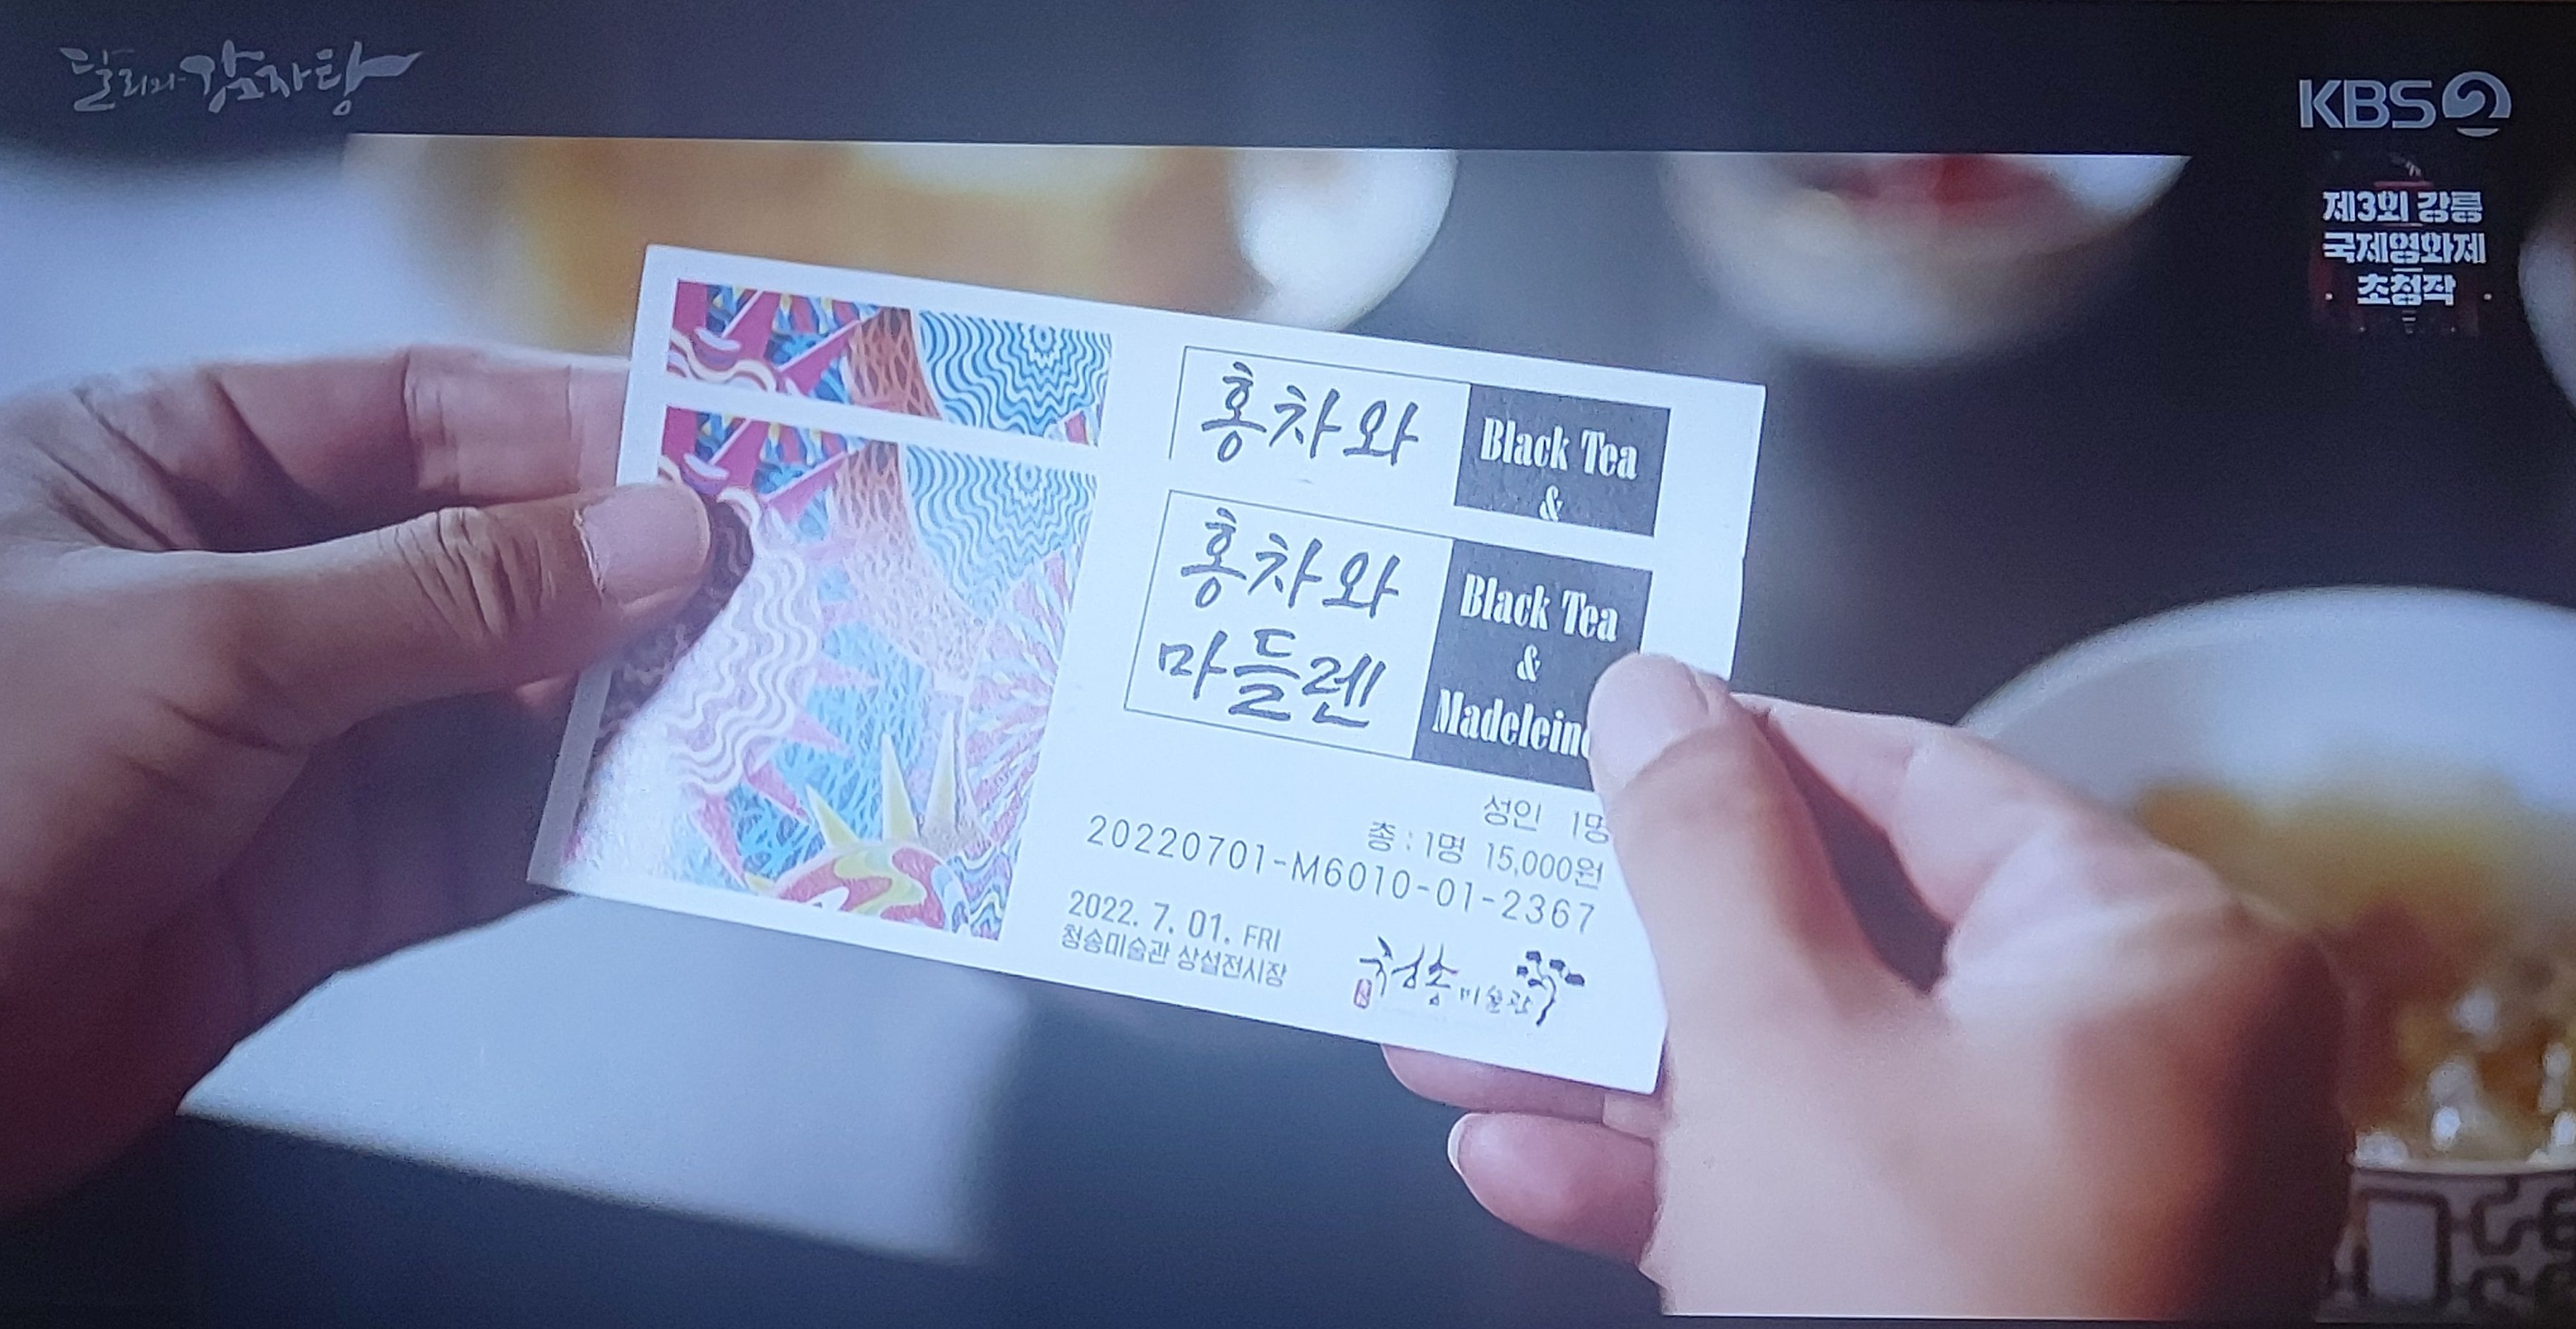 달리와 감자탕
KBS 2
제3회 강릉
국제영화제
초청작
홍차와
Black Tea
&
홍차와
마들렌
Black Tea
&
Madeleine
성인 1명
총 : 1명 15,000원
20220701-M6010-01-2367
2022. 7. 01. FRI
청송미술관 상설전시장
청송미술관